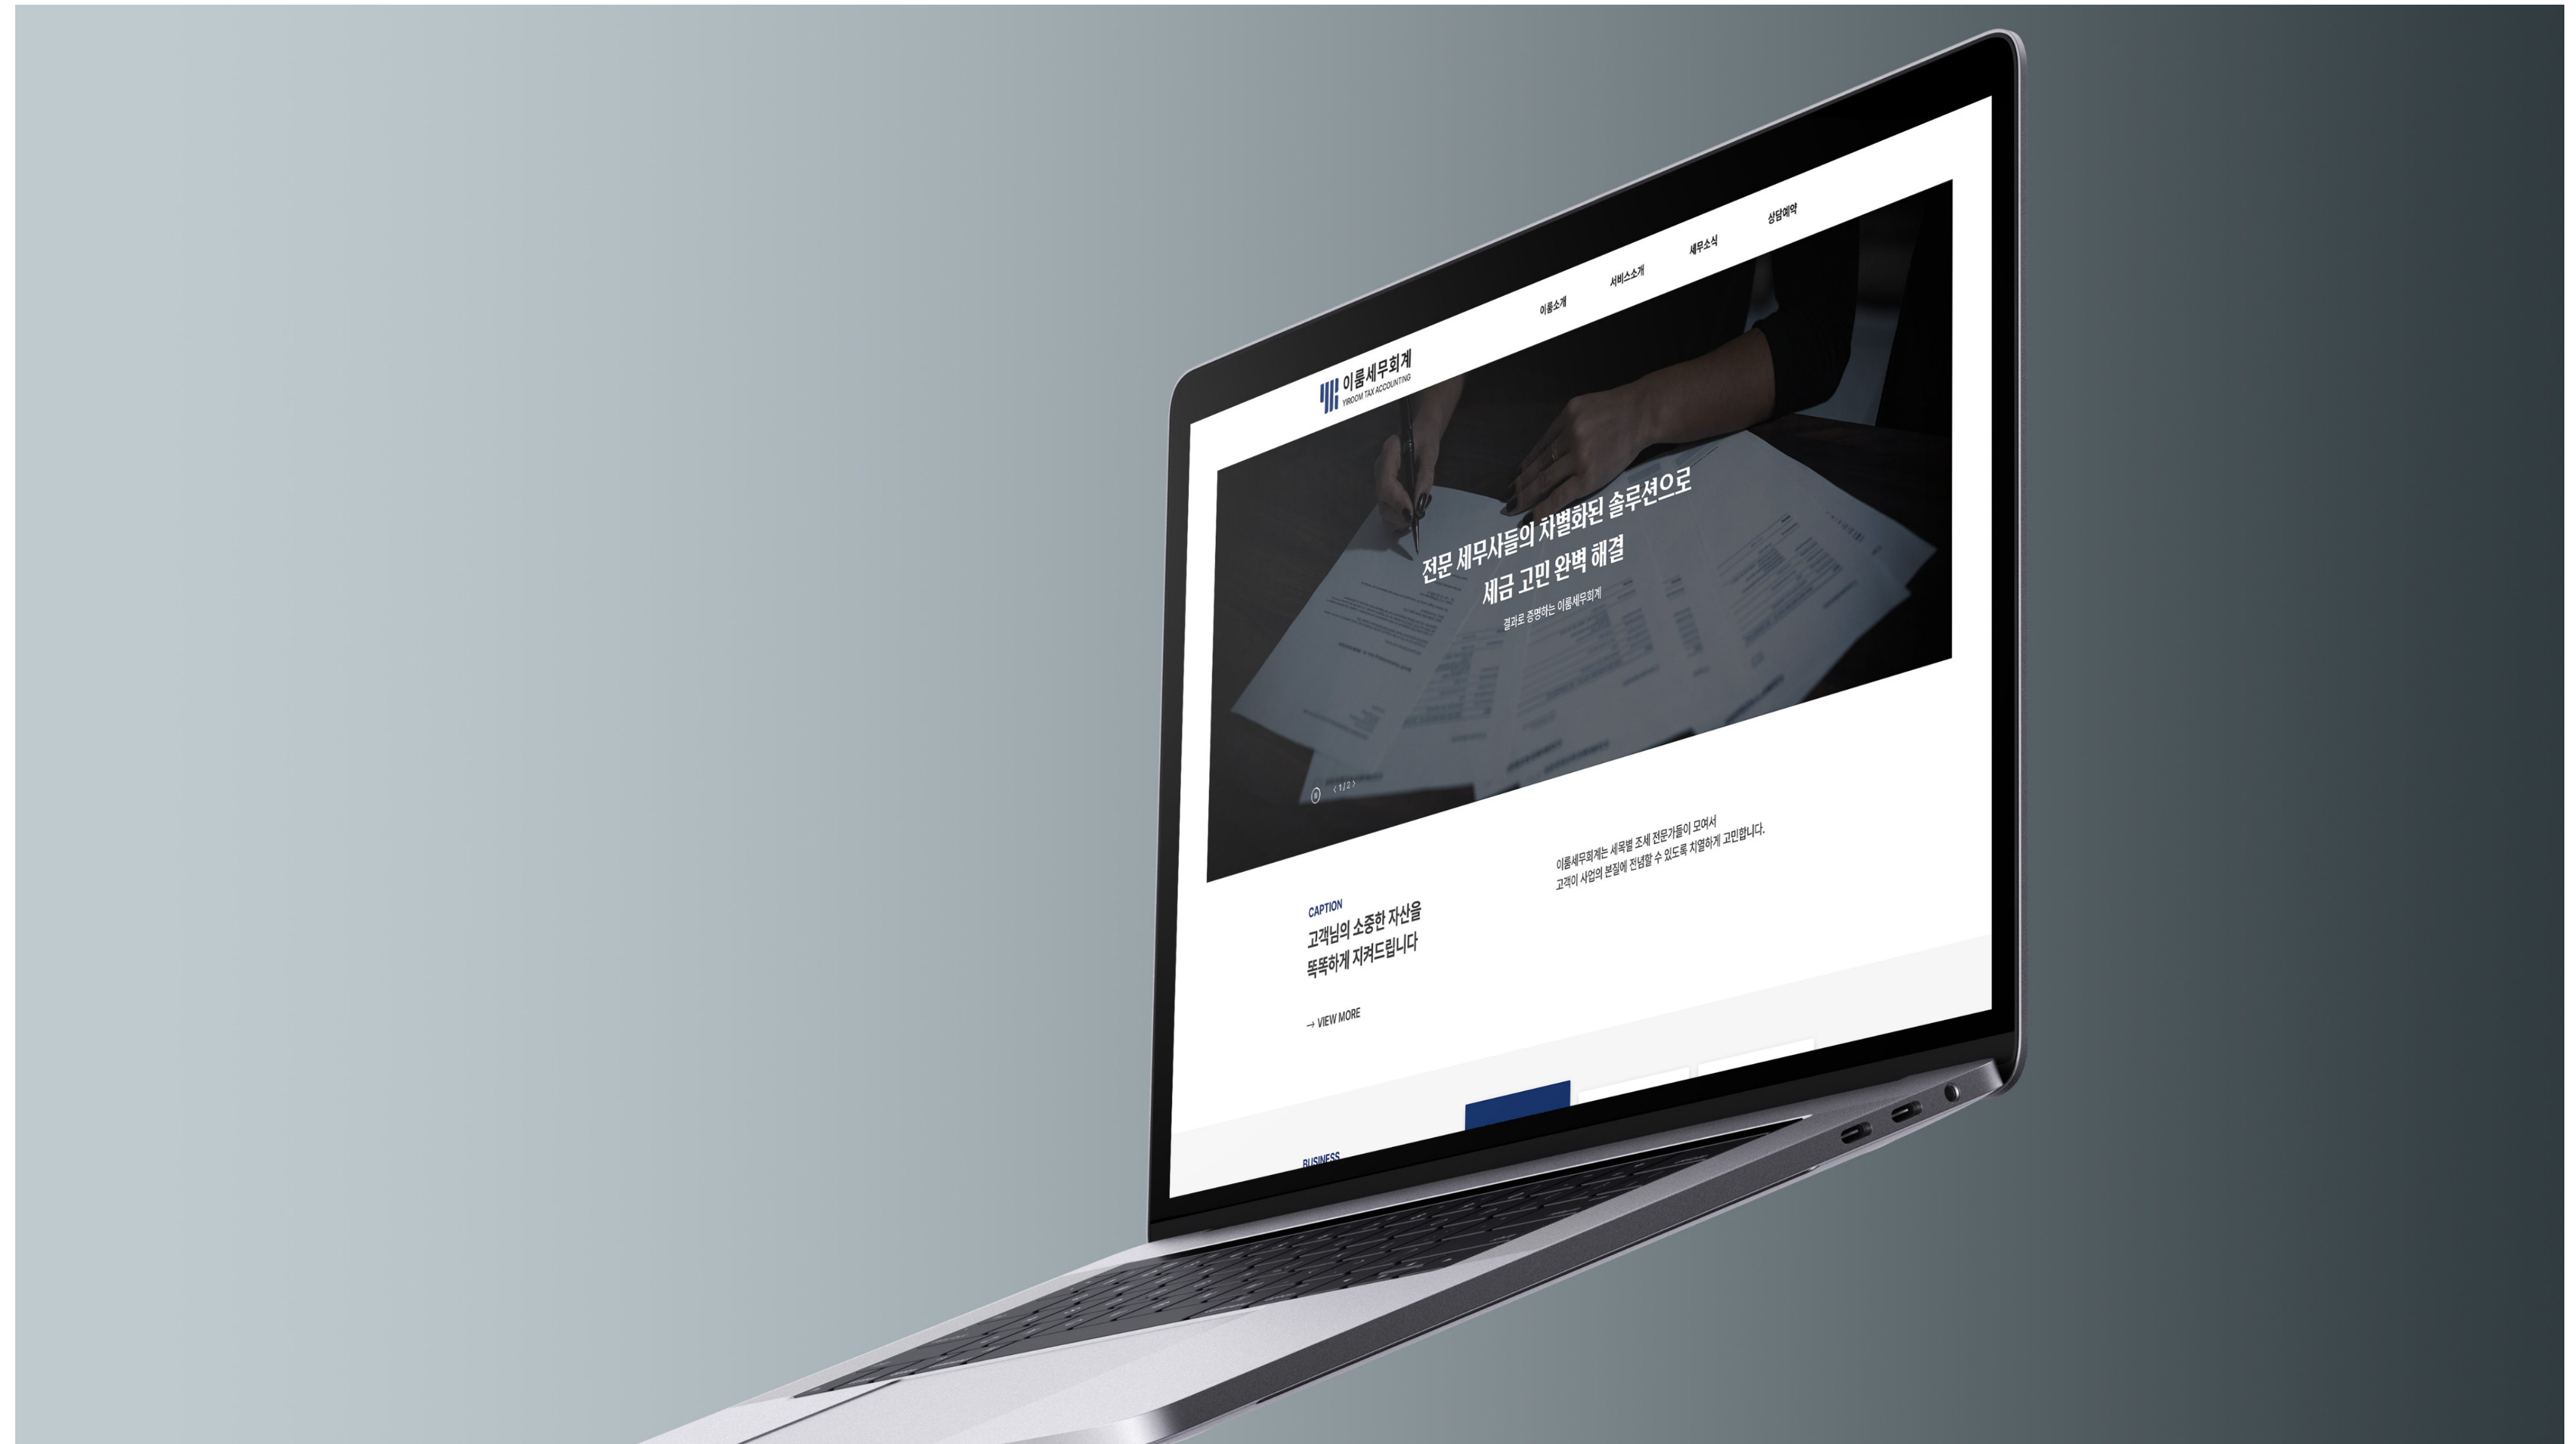 이룸세무회계
YIROOM TAX ACCOUNTING
이룸소개
서비스소개
세무소식
상담예약
전문 세무사들의 차별화된 솔루션으로
세금 고민 완벽 해결
결과로 증명하는 이룸세무회계
< 1 / 2 >
CAPTION
고객님의 소중한 자산을
똑똑하게 지켜드립니다
→ VIEW MORE
이룸세무회계는 세목별 조세 전문가들이 모여서
고객이 사업의 본질에 전념할 수 있도록 치열하게 고민합니다.
BUSINESS